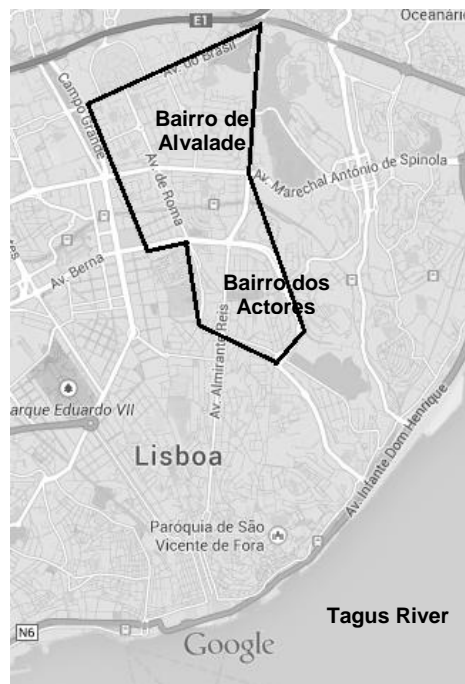 Oceanário
E1
Av. do Brasil
Campo Grande
Bairro de
Alvalade
Av. de Roma
Av. Marechal António de Spinola
Av. Berna
Bairro dos
Actores
Av. Almirante Reis
arque Eduardo VII
Av. Infante Dom Henrique
Lisboa
Paróquia de São
Vicente de Fora
Tagus River
N6
Google